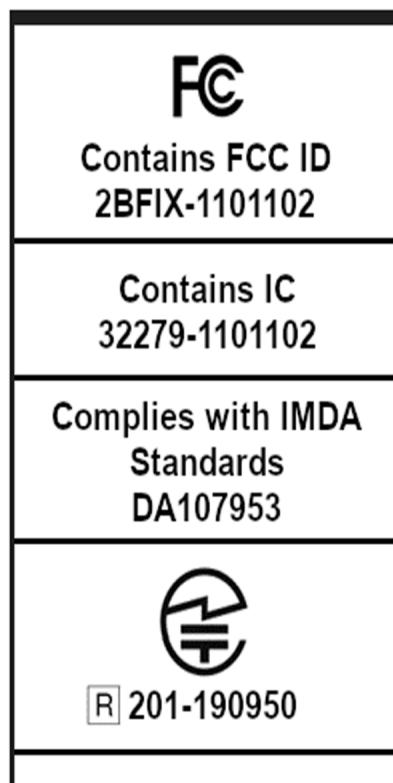 FC
Contains FCC ID
2BFIX-1101102
Contains IC
32279-1101102
Complies with IMDA
Standards
DA107953
R 201-190950